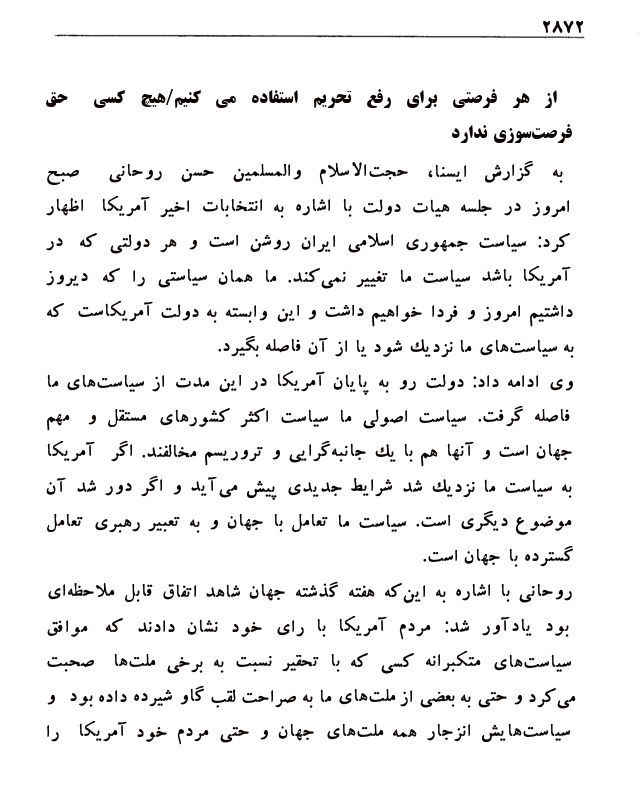 ۲۸۷۲
از هر فرصتی برای رفع تحریم استفاده می کنیم/هیچ کسی حق
فرصت‌سوزی ندارد
به گزارش ایسنا، حجت‌الاسلام والمسلمین حسن روحانی صبح
امروز در جلسه هیات دولت با اشاره به انتخابات اخیر آمریکا اظهار
کرد: سیاست جمهوری اسلامی ایران روشن است و هر دولتی که در
آمریکا باشد سیاست ما تغییر نمی‌کند. ما همان سیاستی را که دیروز
داشتیم امروز و فردا خواهیم داشت و این وابسته به دولت آمریکاست که
به سیاست‌های ما نزدیك شود یا از آن فاصله بگیرد.
وی ادامه داد: دولت رو به پایان آمریکا در این مدت از سیاست‌های ما
فاصله گرفت. سیاست اصولی ما سیاست اکثر کشورهای مستقل و مهم
جهان است و آنها هم با یك جانبه‌گرایی و تروریسم مخالفند. اگر آمریکا
به سیاست ما نزدیك شد شرایط جدیدی پیش می‌آید و اگر دور شد آن
موضوع دیگری است. سیاست ما تعامل با جهان و به تعبیر رهبری تعامل
گسترده با جهان است.
روحانی با اشاره به این‌که هفته گذشته جهان شاهد اتفاق قابل ملاحظه‌ای
بود یادآور شد: مردم آمریکا با رای خود نشان دادند که موافق
سیاست‌های متکبرانه کسی که با تحقیر نسبت به برخی ملت‌ها صحبت
می‌کرد و حتی به بعضی از ملت‌های ما به صراحت لقب گاو شیرده داده بود و
سیاست‌هایش انزجار همه ملت‌های جهان و حتی مردم خود آمریکا را